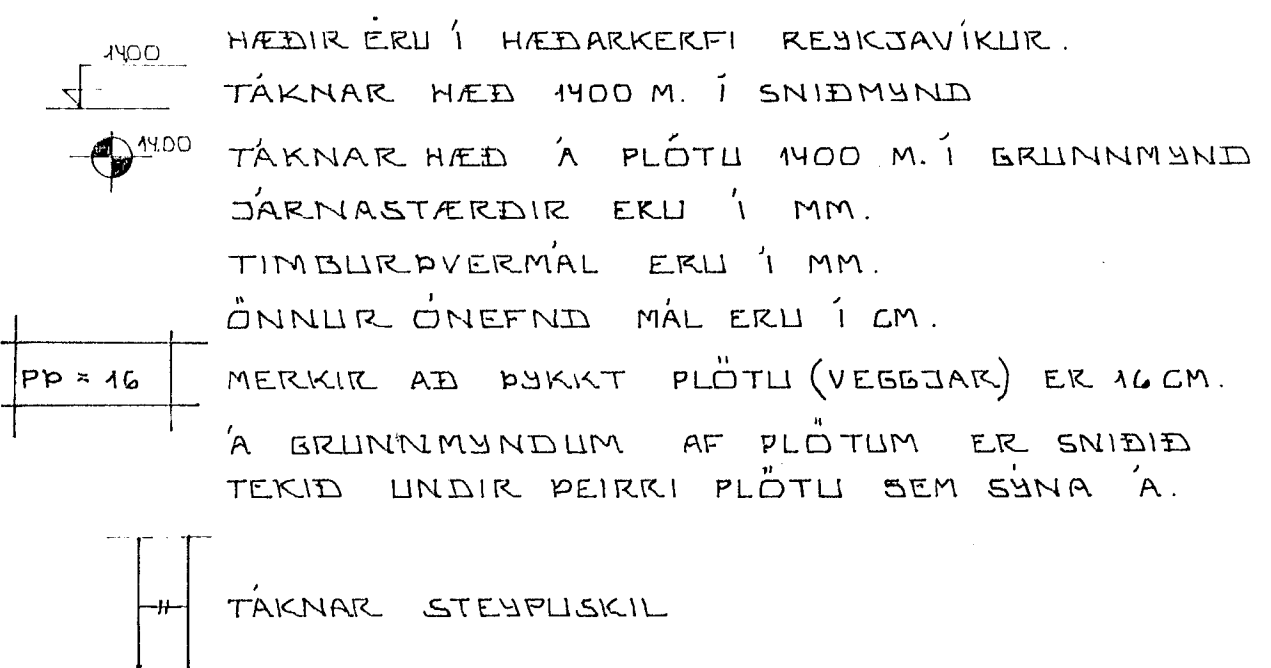 HÆÐIR ERU Í HÆÐARKERFI REYKJAVÍKUR.
1400
TÁKNAR HÆÐ 1400 M. Í SNIÐMYND
14.00
TÁKNAR HÆÐ Á PLÖTU 1400 M. Í GRUNNMYND
JÁRNASTÆRÐIR ERU Í MM.
TIMBURÞVERMÁL ERU Í MM.
ÖNNUR ÓNEFND MÁL ERU Í CM.
PÞ = 16
MERKIR AÐ ÞYKKT PLÖTU (VEGGJAR) ER 16 CM.
Á GRUNNMYNDUM AF PLÖTUM ER SNIÐIÐ
TEKIÐ UNDIR ÞEIRRI PLÖTU SEM SÝNA Á.
TÁKNAR STEYPUSKIL